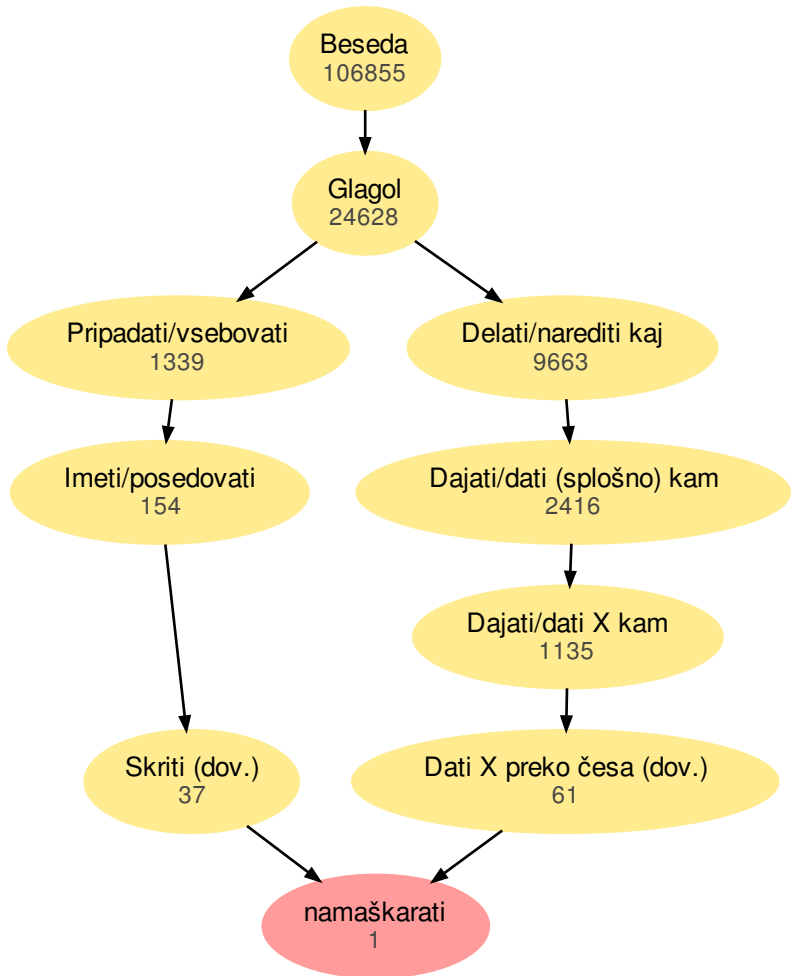 Beseda
106855
Glagol
24628
Pripadati/vsebovati
1339
Delati/narediti kaj
9663
Imeti/posedovati
154
Dajati/dati (splošno) kam
2416
Dajati/dati X kam
1135
Skriti (dov.)
37
Dati X preko česa (dov.)
61
namaškarati
1